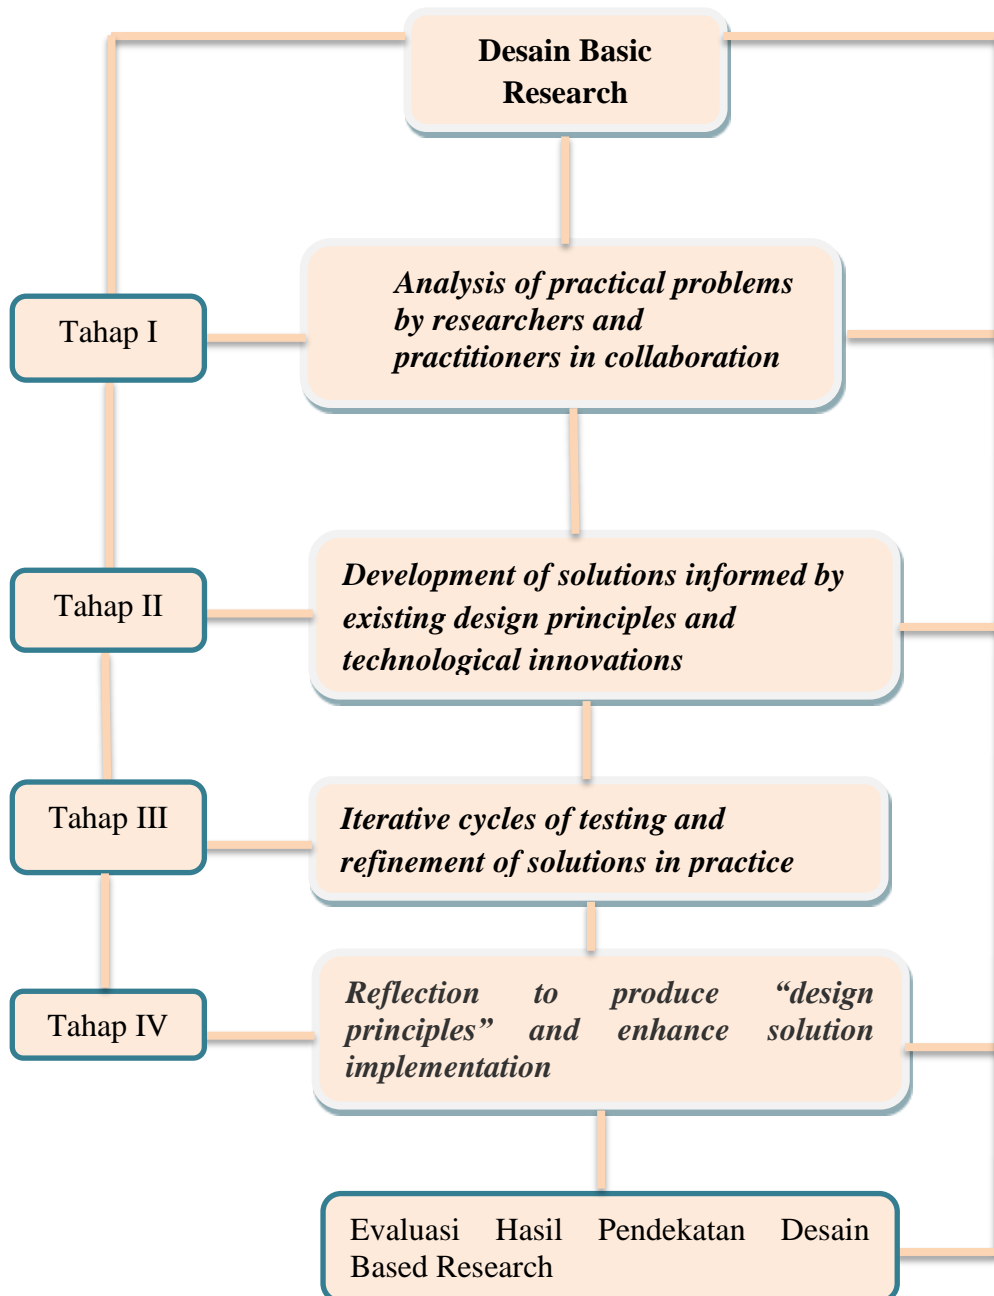 Desain Basic
Research
Analysis of practical problems
by researchers and
practitioners in collaboration
Tahap I
Development of solutions informed by
existing design principles and
technological innovations
Tahap II
Iterative cycles of testing and
refinement of solutions in practice
Tahap III
Reflection to produce “design
principles” and enhance solution
implementation
Tahap IV
Evaluasi Hasil Pendekatan Desain
Based Research